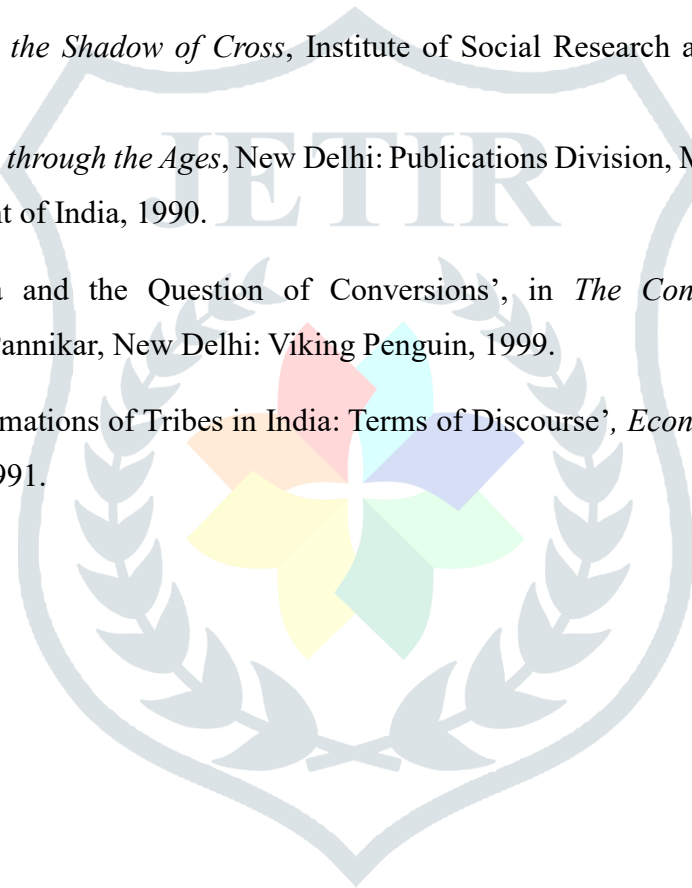 the Shadow of Cross, Institute of Social Research a
through the Ages, New Delhi: Publications Division, M
nt of India, 1990.
JETIR
a and the Question of Conversions’, in The Con
Pannikar, New Delhi: Viking Penguin, 1999.
mations of Tribes in India: Terms of Discourse’, Econ
991.